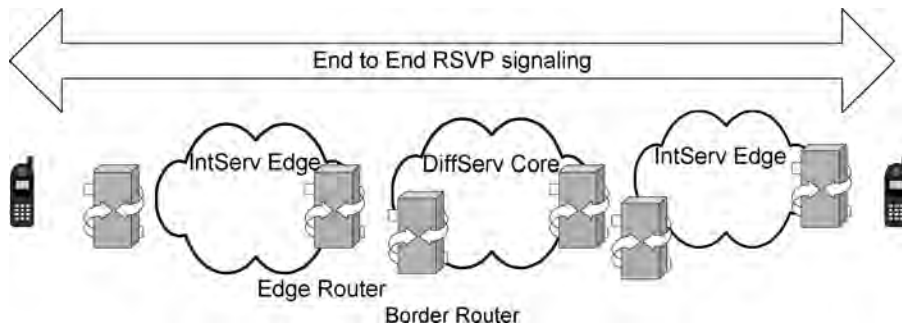 End to End RSVP signaling
IntServ Edge
DiffServ Core
IntServ Edge
Edge Router
Border Router